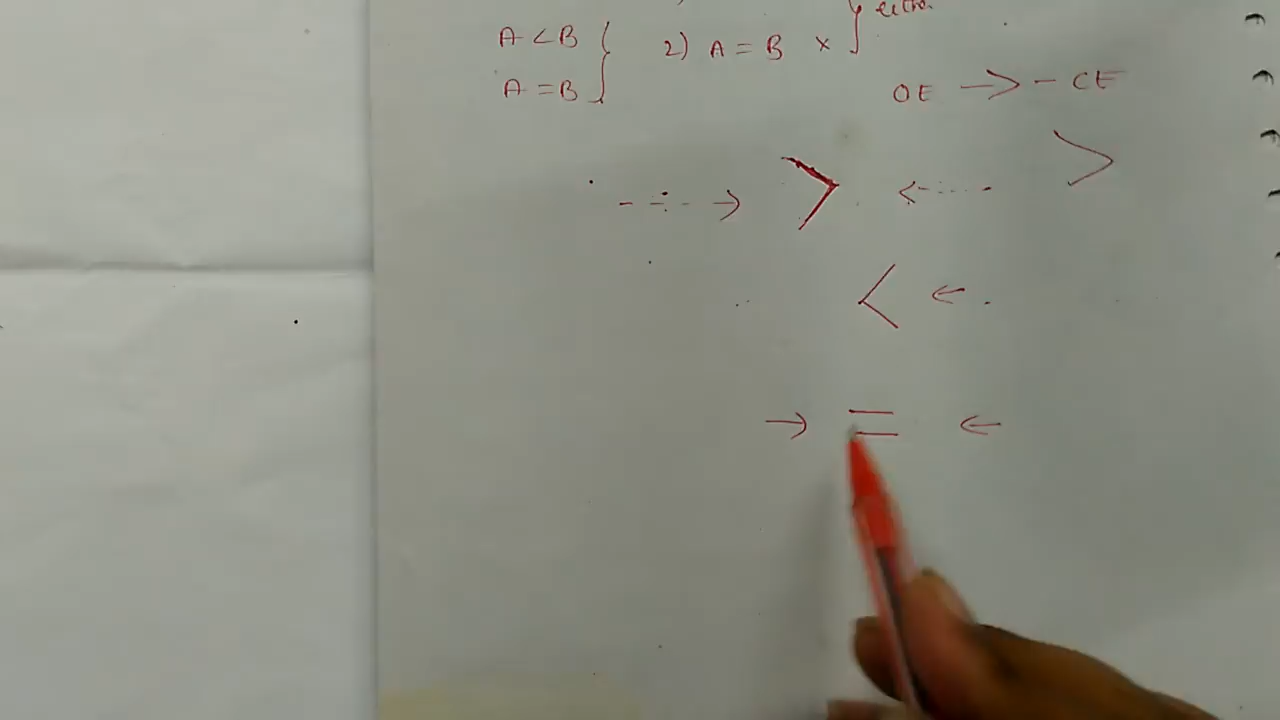 A < B } 2) A = B × }
A = B
OE → - CE
- - ÷ - → > ← - - - >
< ←
→ = ←